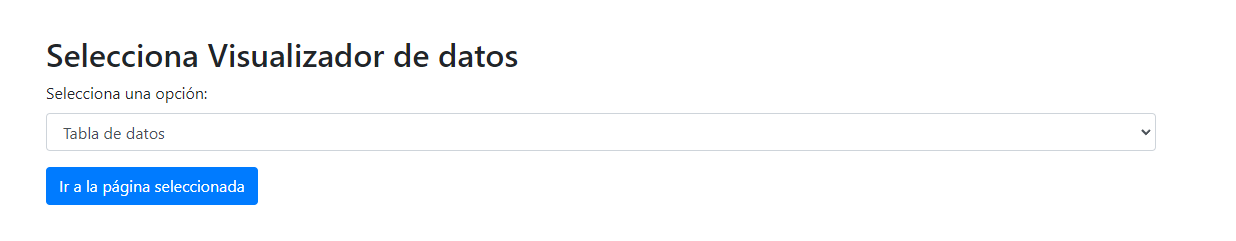 Selecciona Visualizador de datos
Selecciona una opción:
Tabla de datos
Ir a la página seleccionada